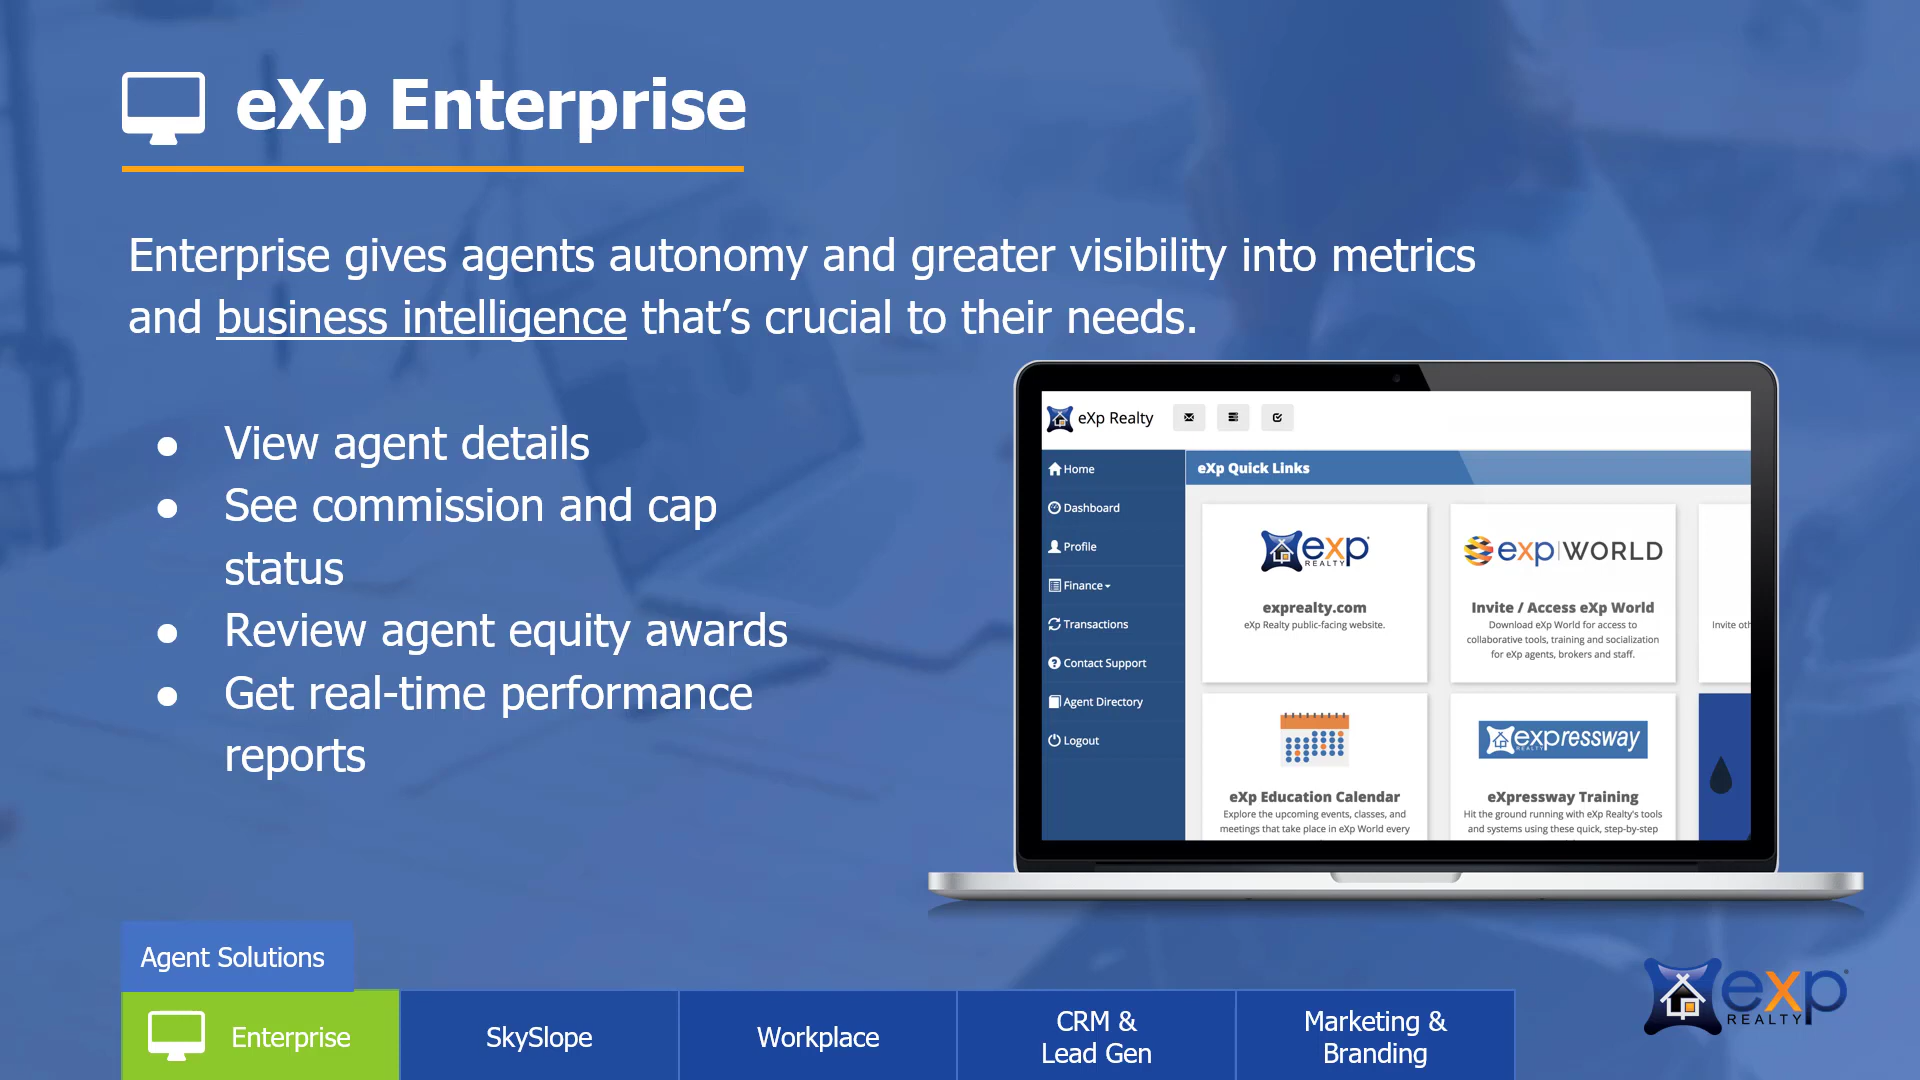 eXp Enterprise
Enterprise gives agents autonomy and greater visibility into metrics
and business intelligence that’s crucial to their needs.
● View agent details
● See commission and cap
status
● Review agent equity awards
● Get real-time performance
reports
eXp Realty
Home
Dashboard
Profile
Finance
Transactions
Contact Support
Agent Directory
Logout
eXp Quick Links
exp REALTY
exprealty.com
eXp Realty public-facing website.
exp|WORLD
Invite / Access eXp World
Download eXp World for access to
collaborative tools, training and socialization
for eXp agents, brokers and staff.
Invite oth
eXp Education Calendar
Explore the upcoming events, classes, and
meetings that take place in eXp World every
expressway
REALTY
eXpressway Training
Hit the ground running with eXp Realty's tools
and systems using these quick, step-by-step
Agent Solutions
Enterprise
SkySlope
Workplace
CRM &
Lead Gen
Marketing &
Branding
exp
REALTY